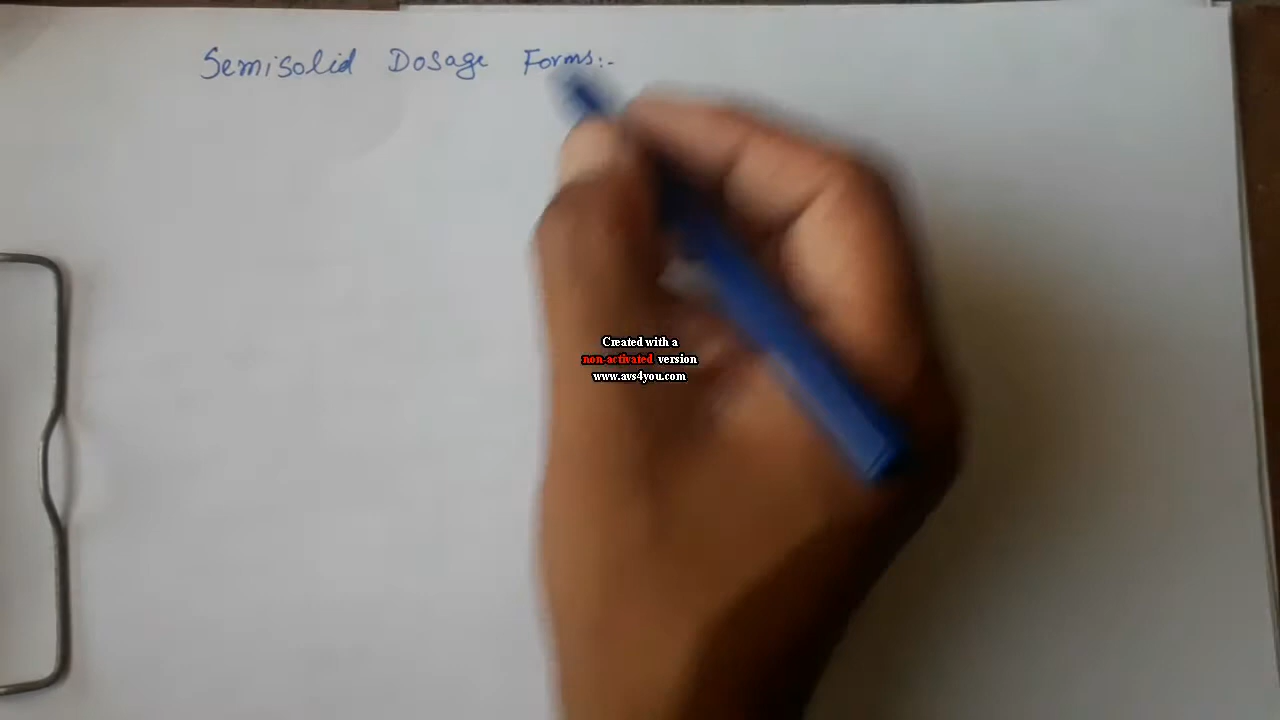 Semisolid Dosage Forms:-
Created with a
non-activated version
www.avs4you.com